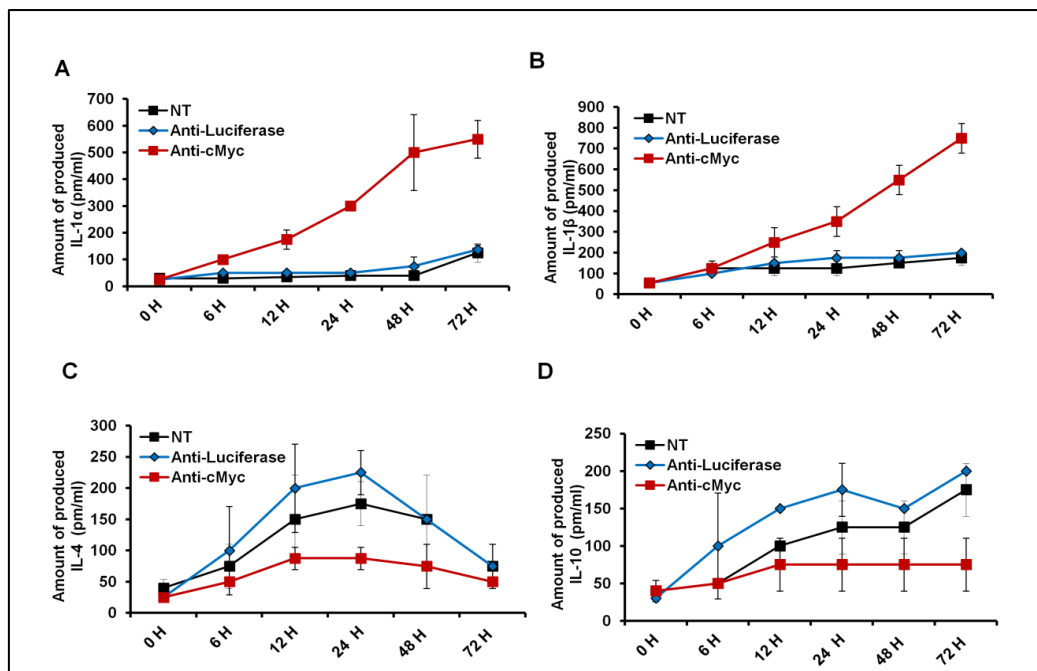 A
Amount of produced
IL-1α (pm/ml)
700
600
500
400
300
200
100
0
NT
Anti-Luciferase
Anti-cMyc
0 H
6 H
12 H
24 H
48 H
72 H
B
Amount of produced
IL-1β (pm/ml)
900
800
700
600
500
400
300
200
100
0
NT
Anti-Luciferase
Anti-cMyc
0 H
6 H
12 H
24 H
48 H
72 H
C
Amount of produced
IL-4 (pm/ml)
300
250
200
150
100
50
0
NT
Anti-Luciferase
Anti-cMyc
0 H
6 H
12 H
24 H
48 H
72 H
D
Amount of produced
IL-10 (pm/ml)
250
200
150
100
50
0
NT
Anti-Luciferase
Anti-cMyc
0 H
6 H
12 H
24 H
48 H
72 H